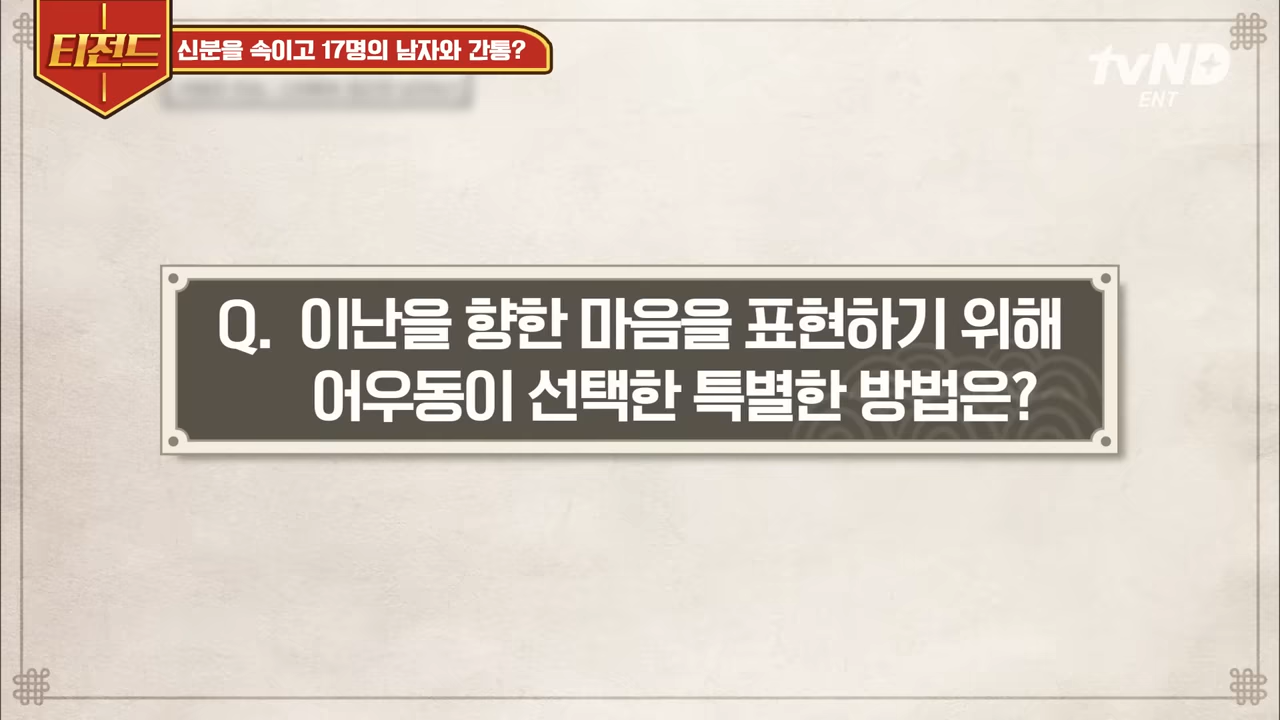 티전드
신분을 속이고 17명의 남자와 간통?
tvND
ENT
Q. 이난을 향한 마음을 표현하기 위해
어우동이 선택한 특별한 방법은?